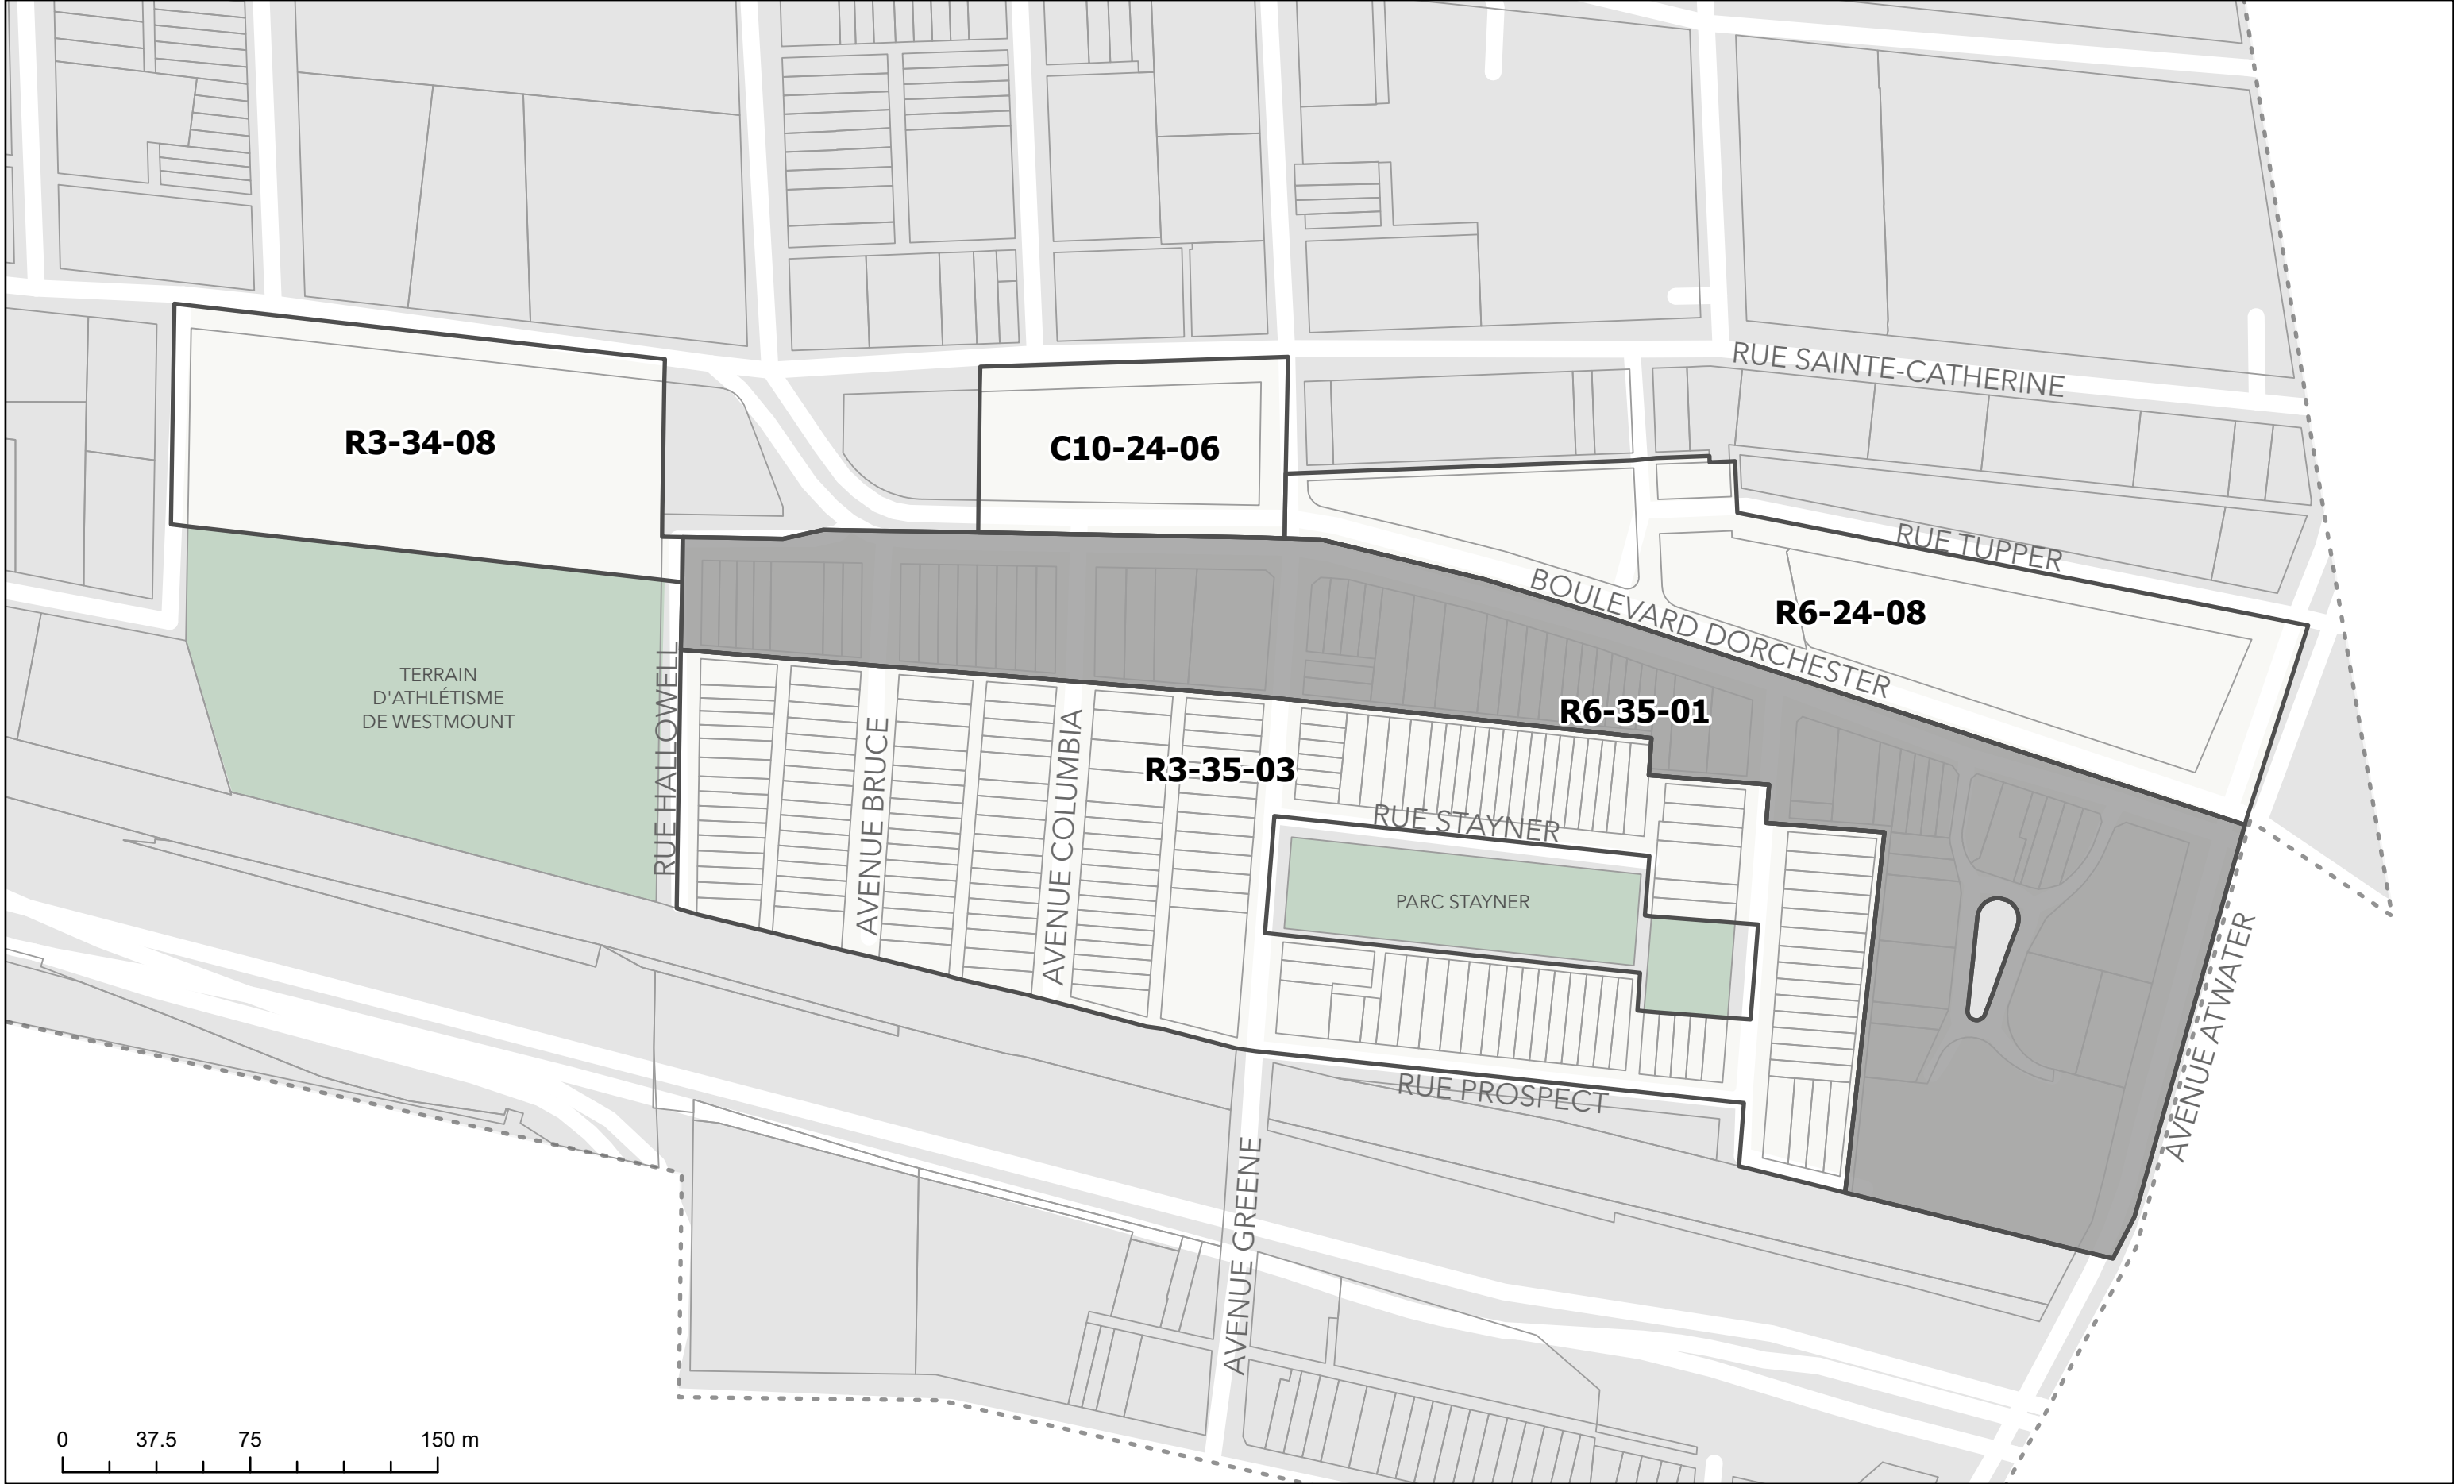 RUE SAINTE-CATHERINE
R3-34-08
C10-24-06
RUE TUPPER
BOULEVARD DORCHESTER
R6-24-08
TERRAIN
D'ATHLÉTISME
DE WESTMOUNT
RUE HALLOWELL
AVENUE BRUCE
AVENUE COLUMBIA
R6-35-01
R3-35-03
RUE STAYNER
PARC STAYNER
AVENUE ATWATER
RUE PROSPECT
AVENUE GREENE
0 37.5 75 150 m